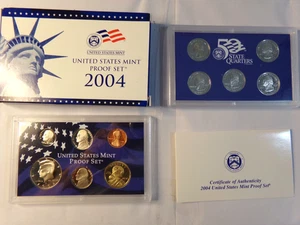 UNITED STATES MINT
UNITED STATES MINT
PROOF SET®
2004
50
STATE
QUARTERS
UNITED STATES MINT
PROOF SET®
Certificate of Authenticity
2004 United States Mint Proof Set®